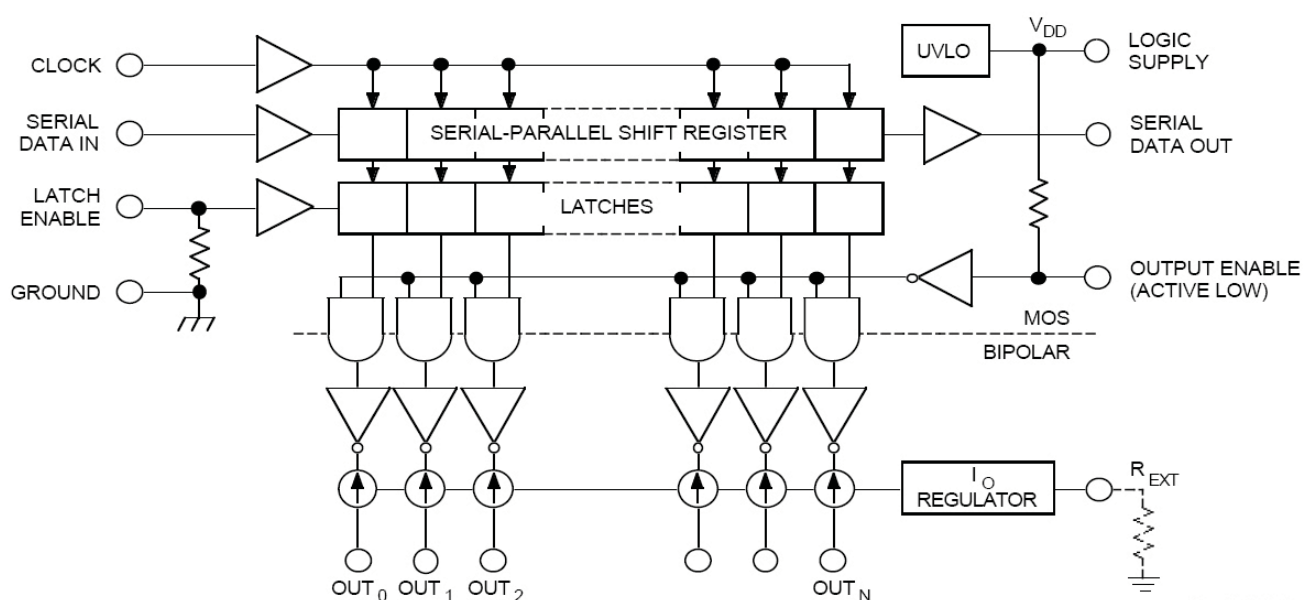 CLOCK
SERIAL
DATA IN
LATCH
ENABLE
GROUND
SERIAL-PARALLEL SHIFT REGISTER
LATCHES
UVLO
VDD
LOGIC
SUPPLY
SERIAL
DATA OUT
OUTPUT ENABLE
(ACTIVE LOW)
MOS
BIPOLAR
IO
REGULATOR
REXT
OUT0
OUT1
OUT2
OUTN